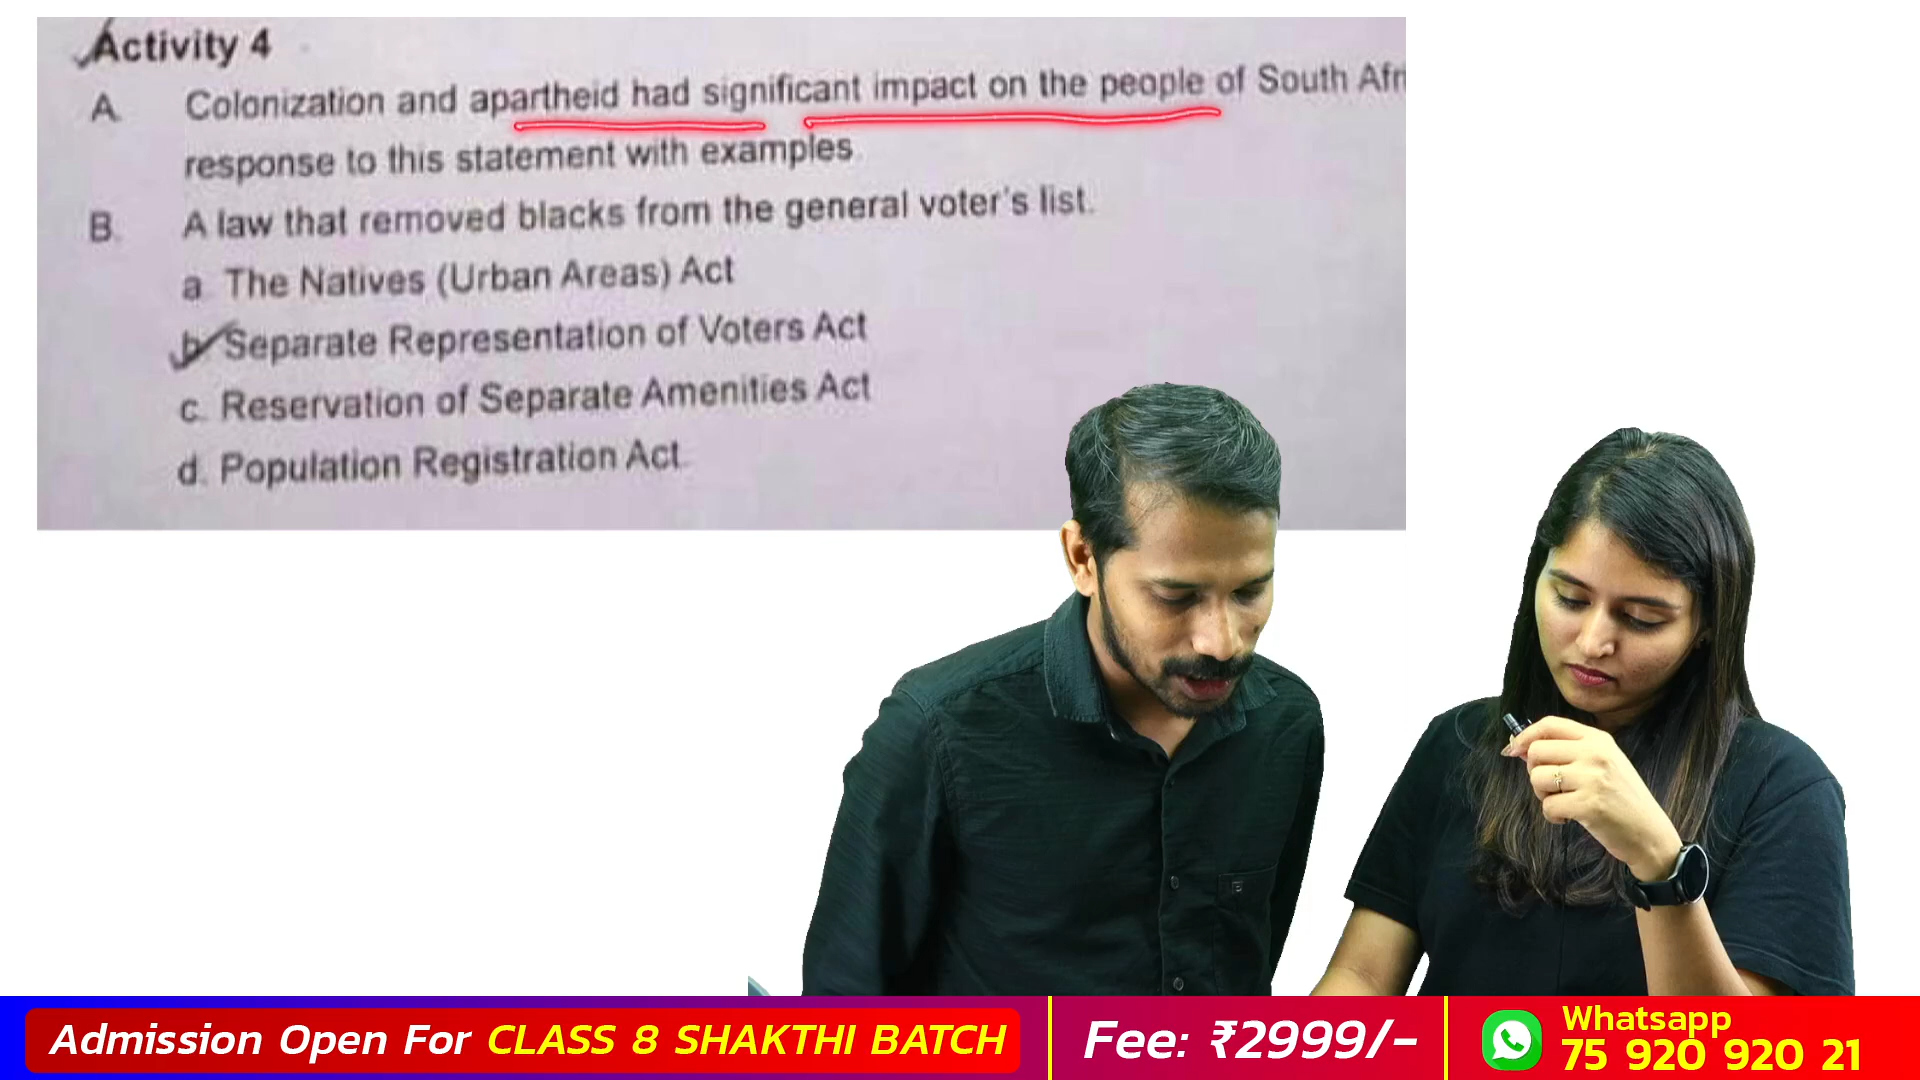 Activity 4
A. Colonization and apartheid had significant impact on the people of South Afr
response to this statement with examples
B. A law that removed blacks from the general voter's list.
a The Natives (Urban Areas) Act
b Separate Representation of Voters Act
c. Reservation of Separate Amenities Act
d. Population Registration Act
Admission Open For CLASS 8 SHAKTHI BATCH
Fee: ₹2999/-
Whatsapp
75 920 920 21